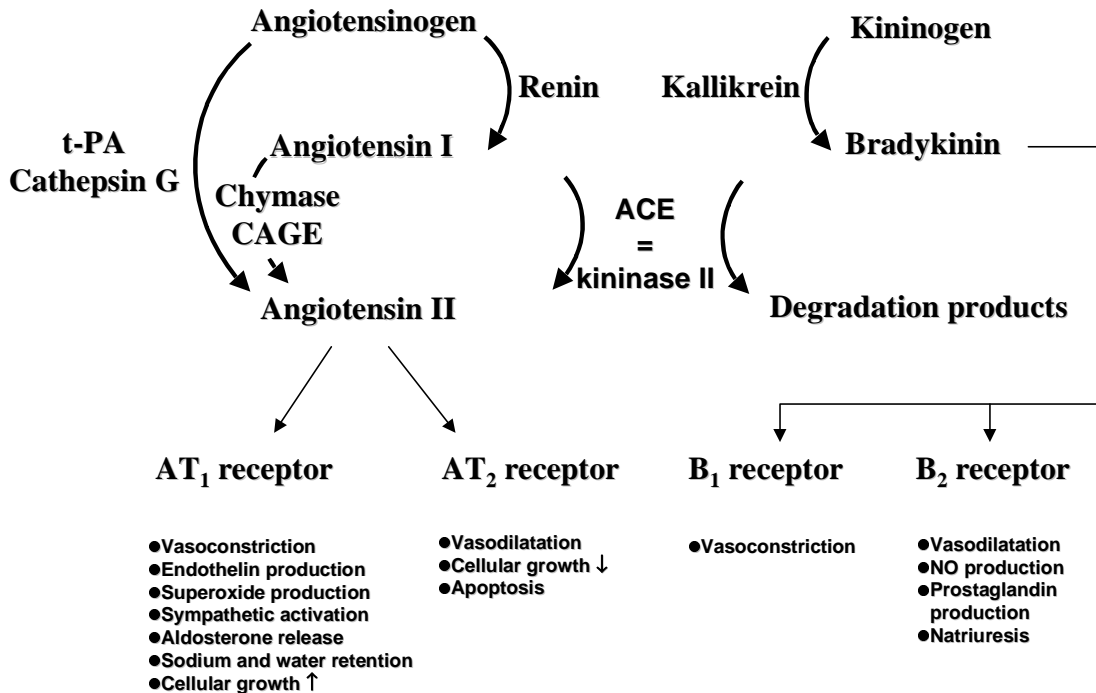 Angiotensinogen
Kininogen
Renin
Kallikrein
t-PA
Cathepsin G
Angiotensin I
Bradykinin
Chymase
CAGE
ACE
=
kininase II
Angiotensin II
Degradation products
AT₁ receptor
AT₂ receptor
B₁ receptor
B₂ receptor
●Vasoconstriction
●Endothelin production
●Superoxide production
●Sympathetic activation
●Aldosterone release
●Sodium and water retention
●Cellular growth ↑
●Vasodilatation
●Cellular growth ↓
●Apoptosis
●Vasoconstriction
●Vasodilatation
●NO production
●Prostaglandin
production
●Natriuresis